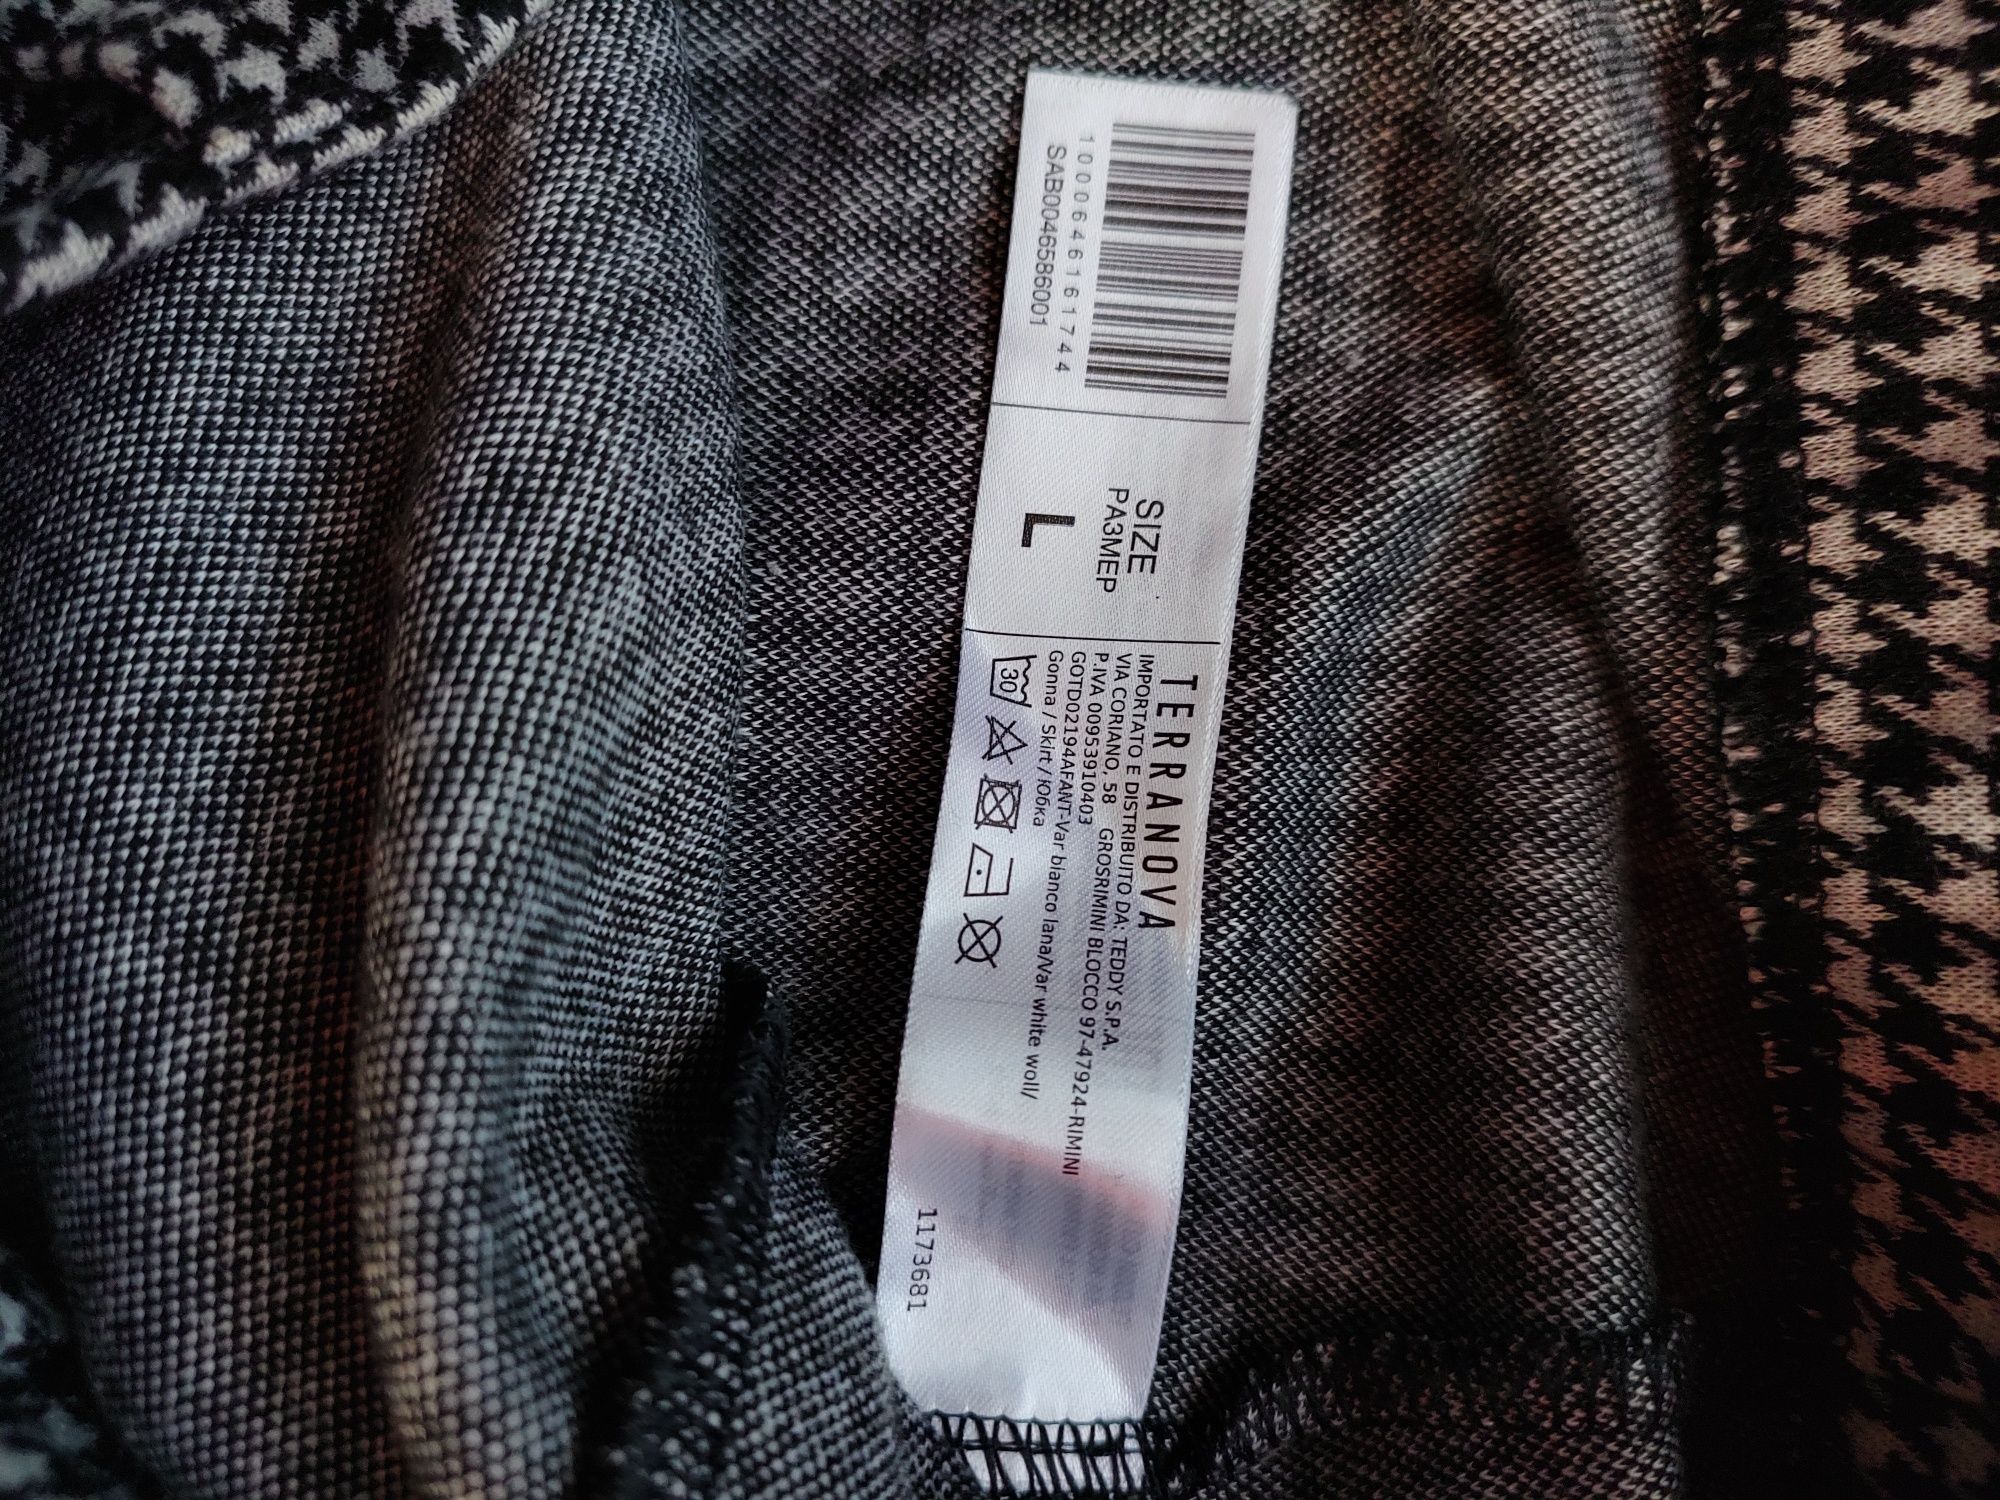 1000646161744
SAB0046586001
SIZE
РАЗМЕР
L
TERRANOVA
IMPORTATO E DISTRIBUITO DA: TEDDY S.P.A.
VIA CORIANO, 58 GROSRIMINI BLOCCO 97-47924-RIMINI
P.IVA 00953910403
GOTD02194AFANT-Var bianco lana/Var white woll/
Gonna / Skirt / Юбка
30
1173681